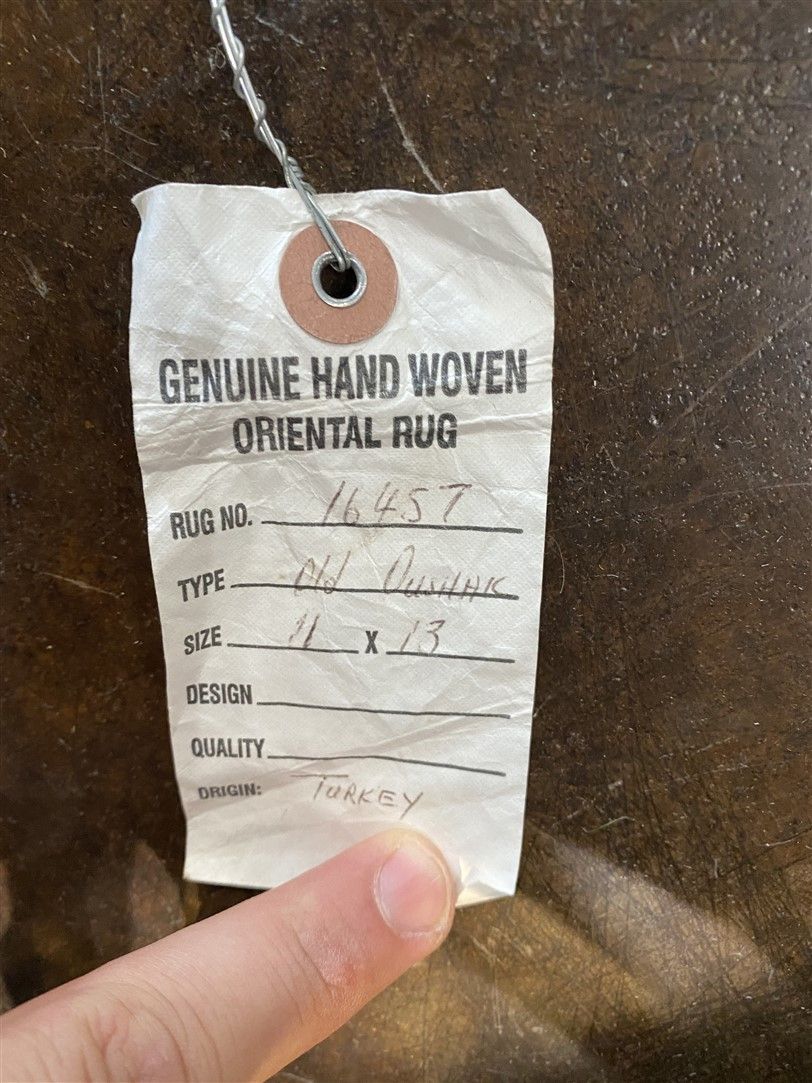 GENUINE HAND WOVEN
ORIENTAL RUG
RUG NO. 16457
TYPE Old OUSHAK
SIZE 11 X 13
DESIGN
QUALITY
ORIGIN: TURKEY